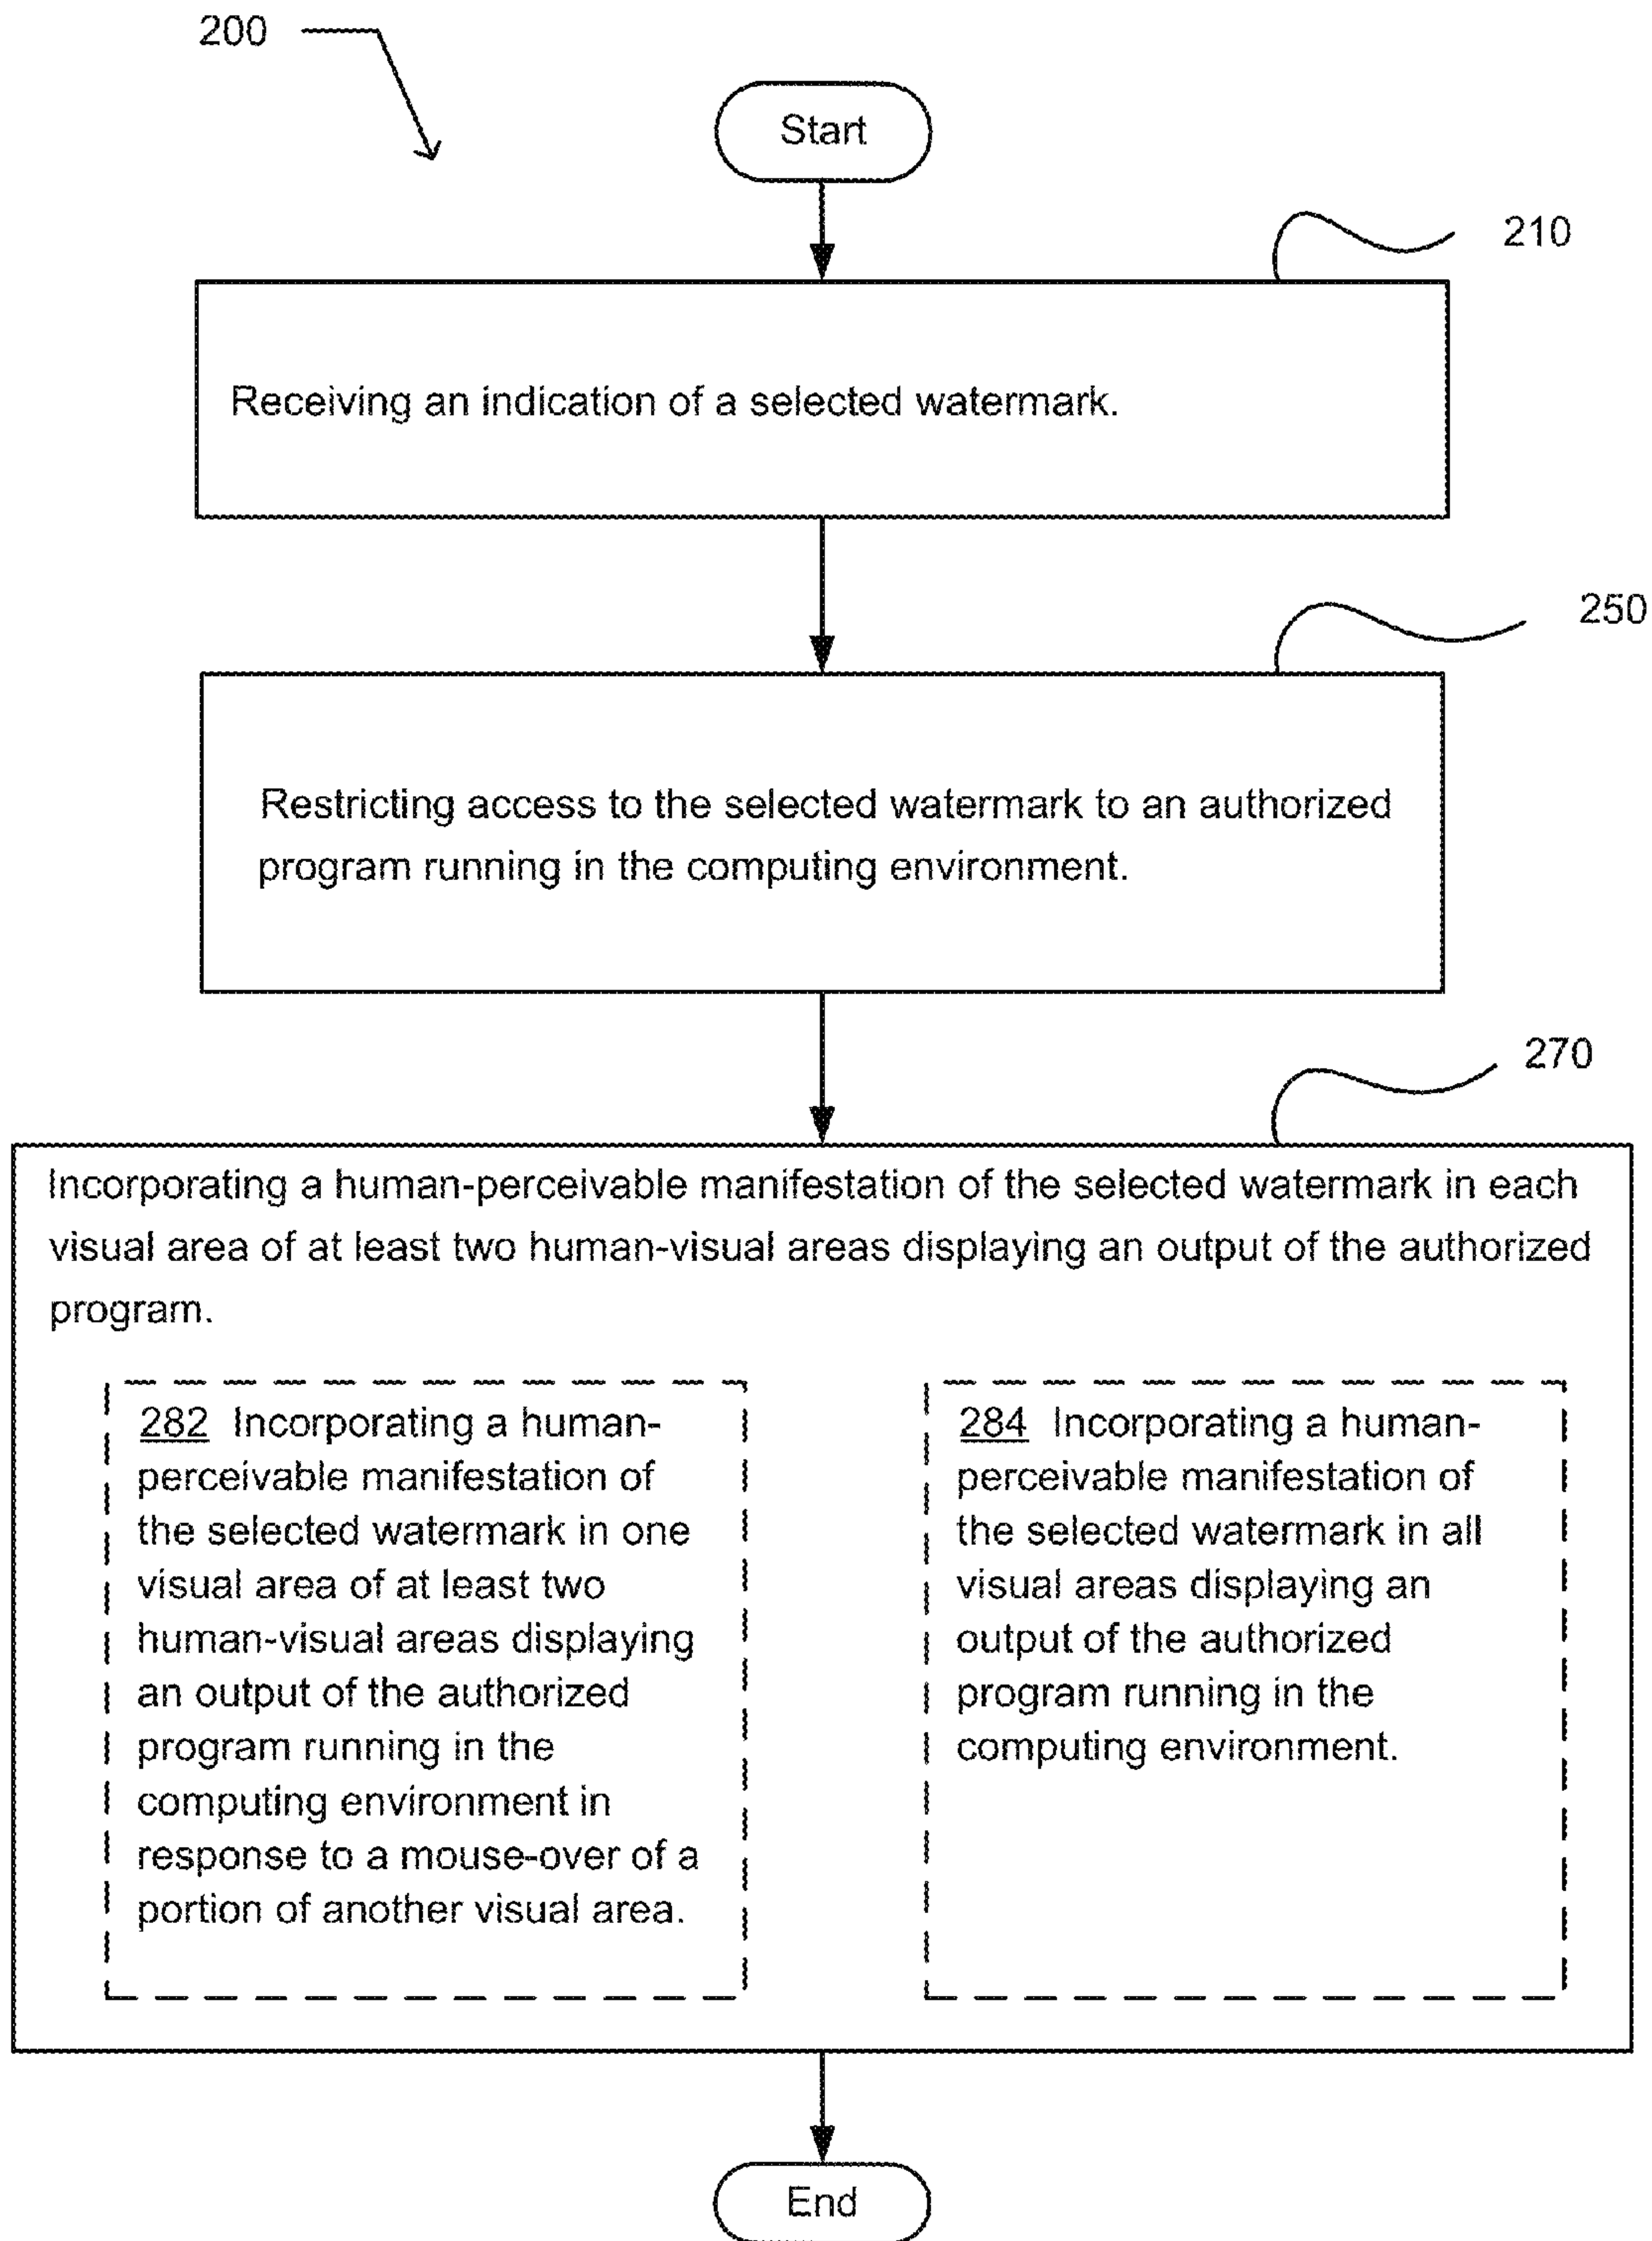 200
Start
210
Receiving an indication of a selected watermark.
250
Restricting access to the selected watermark to an authorized
program running in the computing environment.
270
Incorporating a human-perceivable manifestation of the selected watermark in each
visual area of at least two human-visual areas displaying an output of the authorized
program.
282 Incorporating a human-
perceivable manifestation of
the selected watermark in one
visual area of at least two
human-visual areas displaying
an output of the authorized
program running in the
computing environment in
response to a mouse-over of a
portion of another visual area.
284 Incorporating a human-
perceivable manifestation of
the selected watermark in all
visual areas displaying an
output of the authorized
program running in the
computing environment.
End